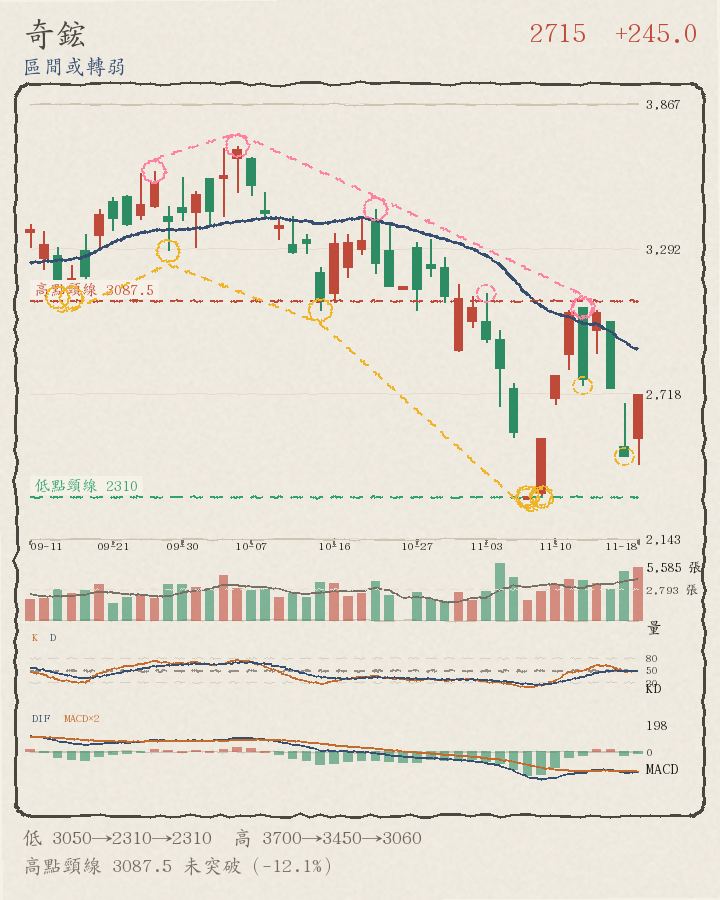 奇鋐
2715 +245.0
區間或轉弱
3,867
3,292
高點頸線 3087.5
2,718
低點頸線 2310
2,143
09-11 09-21 09-30 10-07 10-16 10-27 11-03 11-10 11-18
5,585 張
2,793 張
量
K D
80
50
20
KD
DIF MACD×2
198
0
MACD
低 3050→2310→2310 高 3700→3450→3060
高點頸線 3087.5 未突破 (-12.1%)